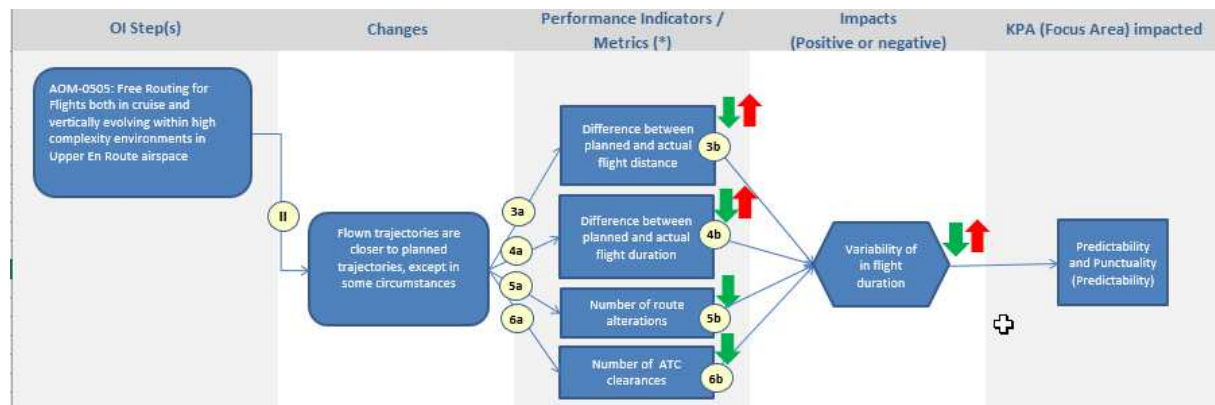 OI Step(s)
Changes
Performance Indicators /
Metrics (*)
Impacts
(Positive or negative)
KPA (Focus Area) impacted
AOM-0505: Free Routing for
Flights both in cruise and
vertically evolving within high
complexity environments in
Upper En Route airspace
II
Flown trajectories are
closer to planned
trajectories, except in
some circumstances
3a
4a
5a
6a
Difference between
planned and actual
flight distance
3b
Difference between
planned and actual
flight duration
4b
Number of route
alterations
5b
Number of ATC
clearances
6b
Variability of
in flight
duration
Predictability
and Punctuality
(Predictability)